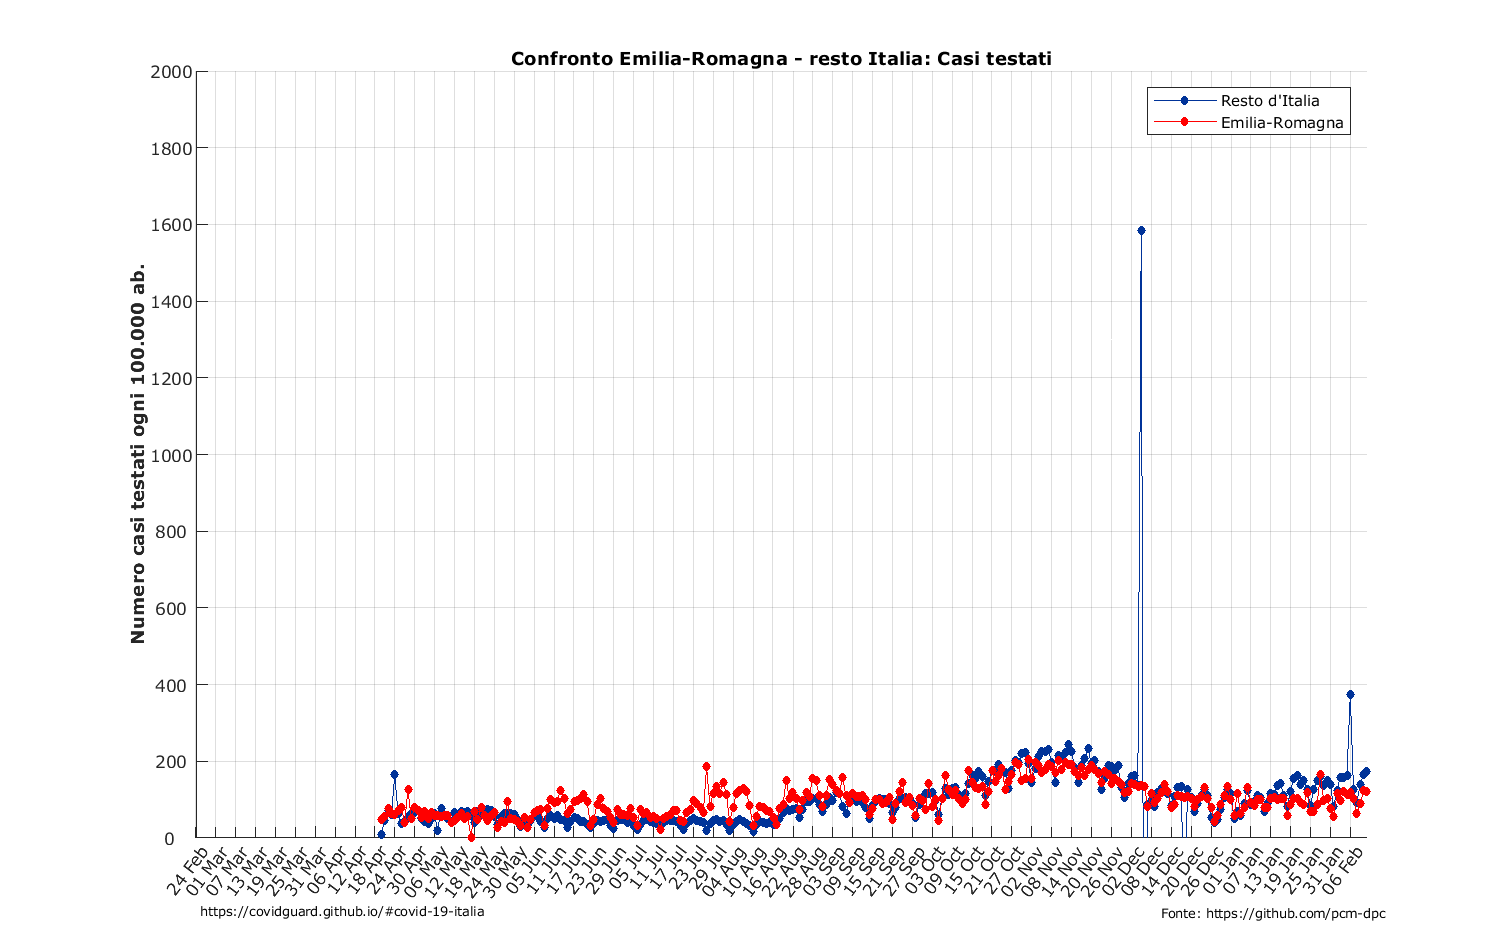 Confronto Emilia-Romagna - resto Italia: Casi testati
Resto d'Italia
Emilia-Romagna
Numero casi testati ogni 100.000 ab.
2000
1800
1600
1400
1200
1000
800
600
400
200
0
24 Feb
01 Mar
07 Mar
13 Mar
19 Mar
25 Mar
31 Mar
06 Apr
12 Apr
18 Apr
24 Apr
30 Apr
06 May
12 May
18 May
24 May
30 May
05 Jun
11 Jun
17 Jun
23 Jun
29 Jun
05 Jul
11 Jul
17 Jul
23 Jul
29 Jul
04 Aug
10 Aug
16 Aug
22 Aug
28 Aug
03 Sep
09 Sep
15 Sep
21 Sep
27 Sep
03 Oct
09 Oct
15 Oct
21 Oct
27 Oct
02 Nov
08 Nov
14 Nov
20 Nov
26 Nov
02 Dec
08 Dec
14 Dec
20 Dec
26 Dec
01 Jan
07 Jan
13 Jan
19 Jan
25 Jan
31 Jan
06 Feb
https://covidguard.github.io/#covid-19-italia
Fonte: https://github.com/pcm-dpc